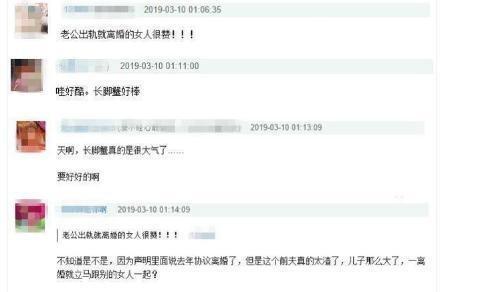 2019-03-10 01:06:35
老公出轨就离婚的女人很赞！！！
2019-03-10 01:11:00
哇好酷。长脚蟹好棒
2019-03-10 01:13:09
天啊，长脚蟹真的是很大气了……
要好好的啊
2019-03-10 01:14:09
老公出轨就离婚的女人很赞！！！
不知道是不是，因为声明里面说去年协议离婚了，但是这个前夫真的太渣了，儿子那么大了，一离
婚就立马跟别的女人一起？